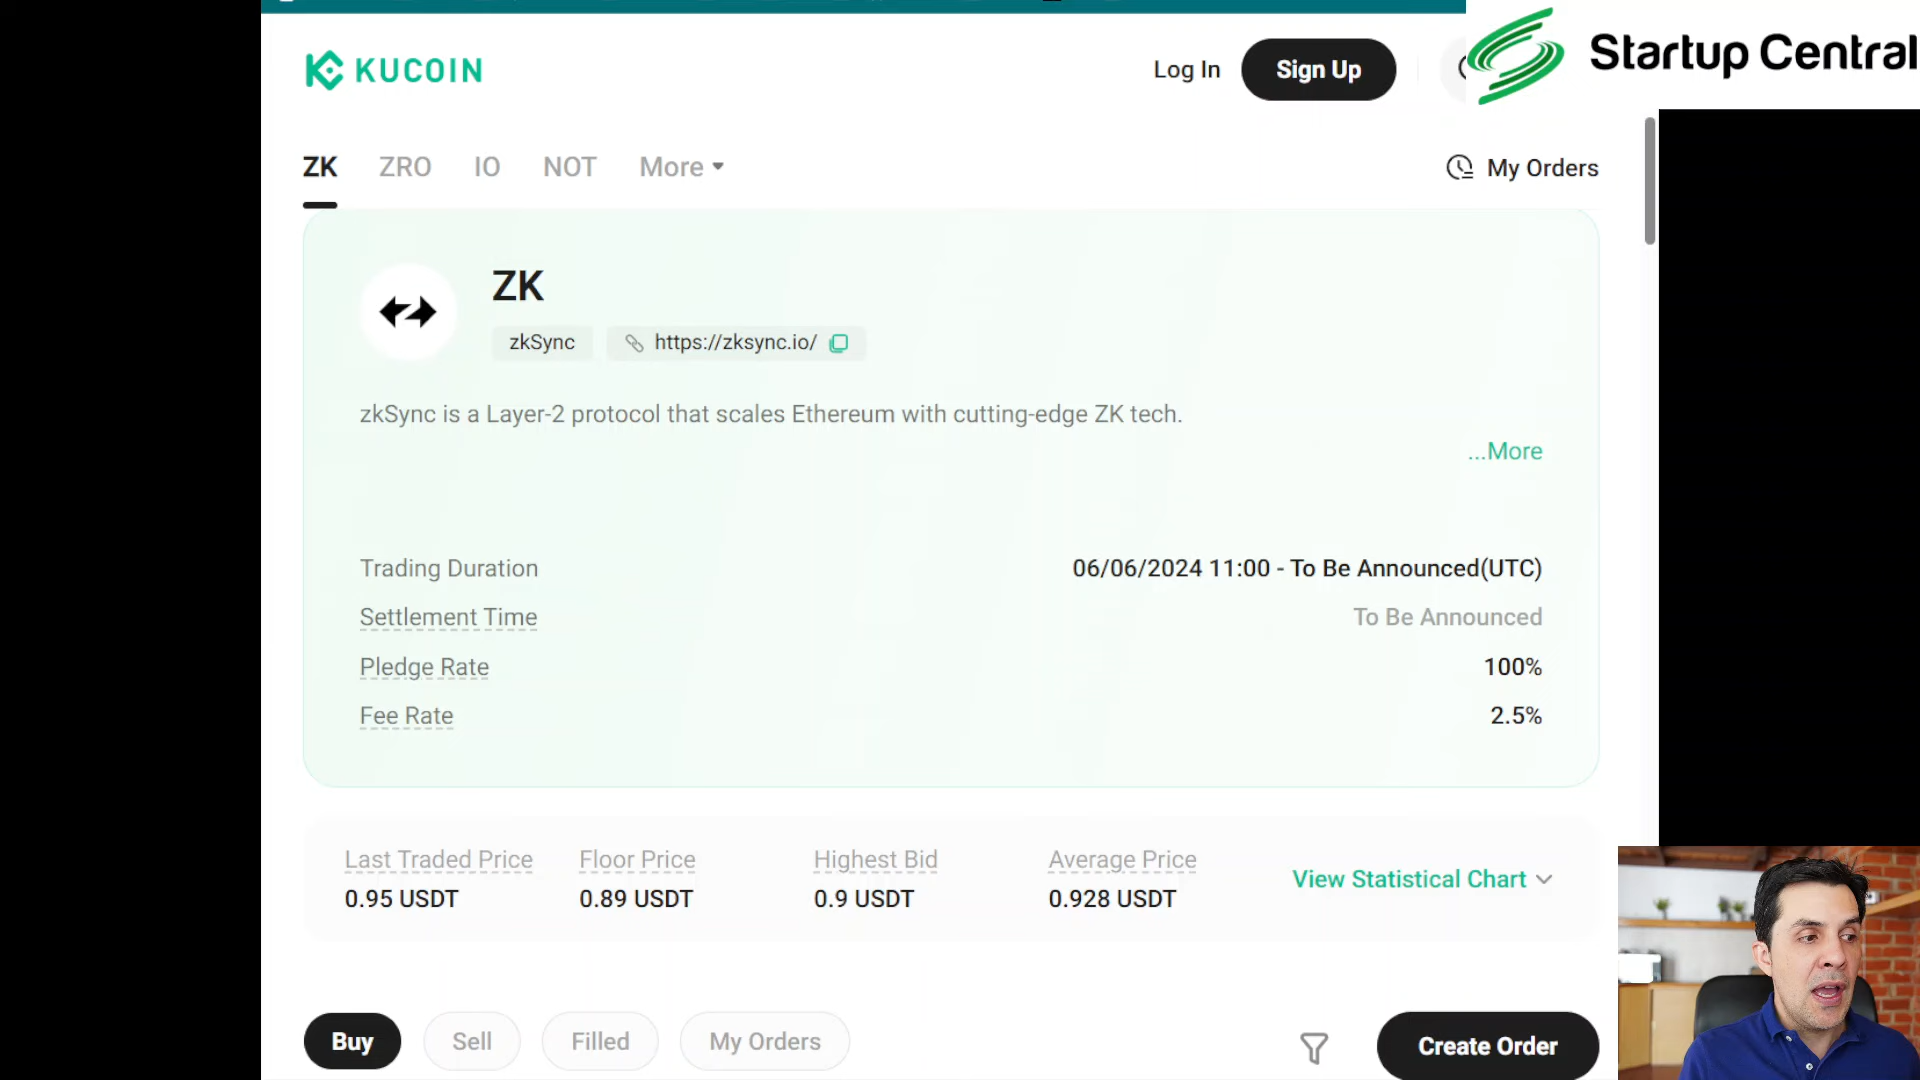 KUCOIN
Log In
Sign Up
Startup Central
ZK
ZRO
IO
NOT
More
My Orders
ZK
zkSync
https://zksync.io/
zkSync is a Layer-2 protocol that scales Ethereum with cutting-edge ZK tech.
...More
Trading Duration
06/06/2024 11:00 - To Be Announced(UTC)
Settlement Time
To Be Announced
Pledge Rate
100%
Fee Rate
2.5%
Last Traded Price
Floor Price
Highest Bid
Average Price
0.95 USDT
0.89 USDT
0.9 USDT
0.928 USDT
View Statistical Chart
Buy
Sell
Filled
My Orders
Create Order